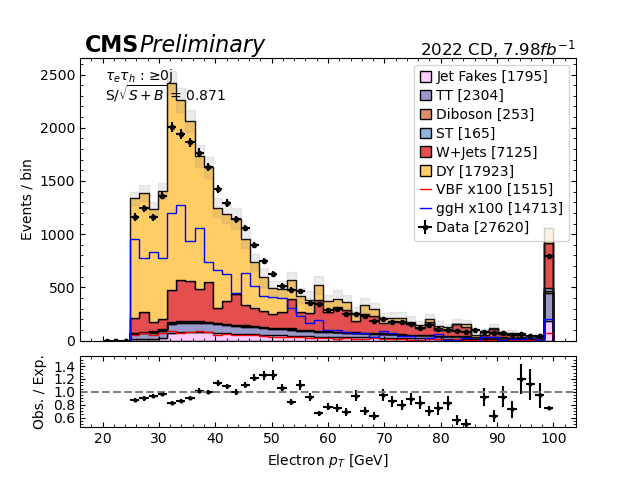 CMS Preliminary
2022 CD, 7.98fb⁻¹
τₑτₕ : ≥0j
S/√S+B = 0.871
Jet Fakes [1795]
TT [2304]
Diboson [253]
ST [165]
W+Jets [7125]
DY [17923]
VBF x100 [1515]
ggH x100 [14713]
Data [27620]
Events / bin
2500
2000
1500
1000
500
0
Obs. / Exp.
1.4
1.2
1.0
0.8
0.6
20 30 40 50 60 70 80 90 100
Electron p_T [GeV]